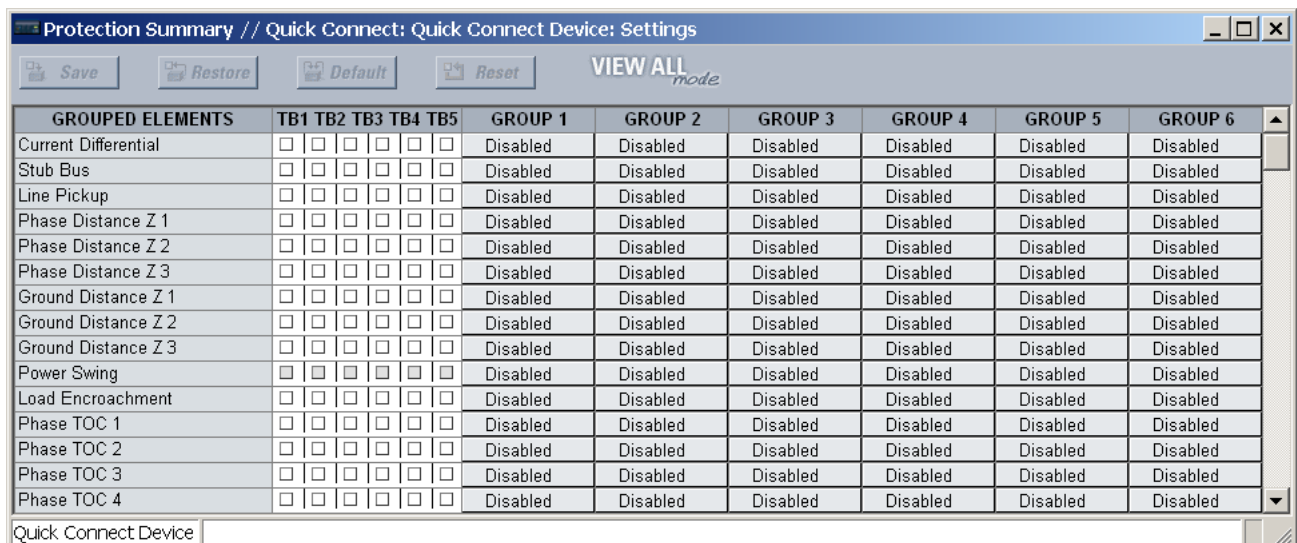 Protection Summary // Quick Connect: Quick Connect Device: Settings
Save Restore Default Reset VIEW ALL mode
GROUPED ELEMENTS TB1 TB2 TB3 TB4 TB5 GROUP 1 GROUP 2 GROUP 3 GROUP 4 GROUP 5 GROUP 6
Current Differential Disabled Disabled Disabled Disabled Disabled Disabled
Stub Bus Disabled Disabled Disabled Disabled Disabled Disabled
Line Pickup Disabled Disabled Disabled Disabled Disabled Disabled
Phase Distance Z 1 Disabled Disabled Disabled Disabled Disabled Disabled
Phase Distance Z 2 Disabled Disabled Disabled Disabled Disabled Disabled
Phase Distance Z 3 Disabled Disabled Disabled Disabled Disabled Disabled
Ground Distance Z 1 Disabled Disabled Disabled Disabled Disabled Disabled
Ground Distance Z 2 Disabled Disabled Disabled Disabled Disabled Disabled
Ground Distance Z 3 Disabled Disabled Disabled Disabled Disabled Disabled
Power Swing Disabled Disabled Disabled Disabled Disabled Disabled
Load Encroachment Disabled Disabled Disabled Disabled Disabled Disabled
Phase TOC 1 Disabled Disabled Disabled Disabled Disabled Disabled
Phase TOC 2 Disabled Disabled Disabled Disabled Disabled Disabled
Phase TOC 3 Disabled Disabled Disabled Disabled Disabled Disabled
Phase TOC 4 Disabled Disabled Disabled Disabled Disabled Disabled
Quick Connect Device